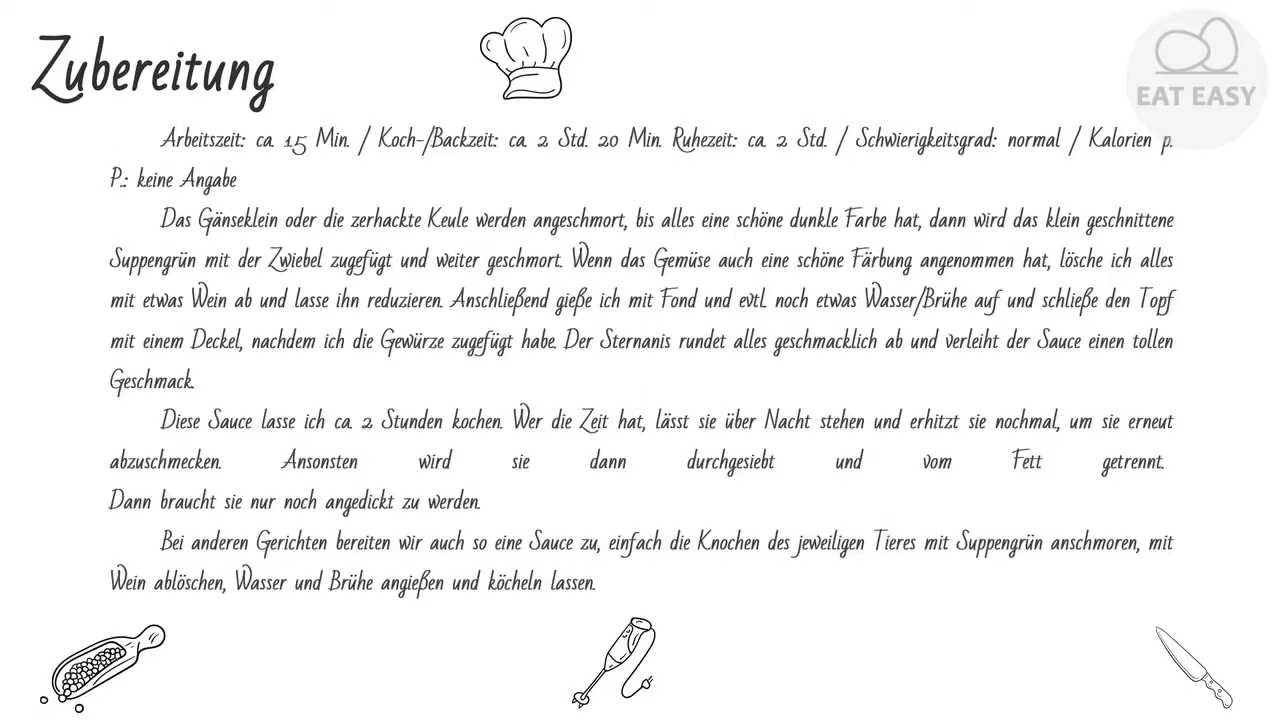 Zubereitung
EAT EASY
Arbeitszeit: ca. 15 Min. / Koch-/Backzeit: ca. 2 Std. 20 Min. Ruhezeit: ca. 2 Std. / Schwierigkeitsgrad: normal / Kalorien p.
P.: keine Angabe
Das Gänseklein oder die zerhackte Keule werden angeschmort, bis alles eine schöne dunkle Farbe hat, dann wird das klein geschnittene
Suppengrün mit der Zwiebel zugefügt und weiter geschmort. Wenn das Gemüse auch eine schöne Färbung angenommen hat, lösche ich alles
mit etwas Wein ab und lasse ihn reduzieren. Anschließend gieße ich mit Fond und evtl. noch etwas Wasser/Brühe auf und schließe den Topf
mit einem Deckel, nachdem ich die Gewürze zugefügt habe. Der Sternanis rundet alles geschmacklich ab und verleiht der Sauce einen tollen
Geschmack.
Diese Sauce lasse ich ca. 2 Stunden kochen. Wer die Zeit hat, lässt sie über Nacht stehen und erhitzt sie nochmal, um sie erneut
abzuschmecken. Ansonsten wird sie dann durchgesiebt und vom Fett getrennt.
Dann braucht sie nur noch angedickt zu werden.
Bei anderen Gerichten bereiten wir auch so eine Sauce zu, einfach die Knochen des jeweiligen Tieres mit Suppengrün anschmoren, mit
Wein ablöschen, Wasser und Brühe angießen und köcheln lassen.